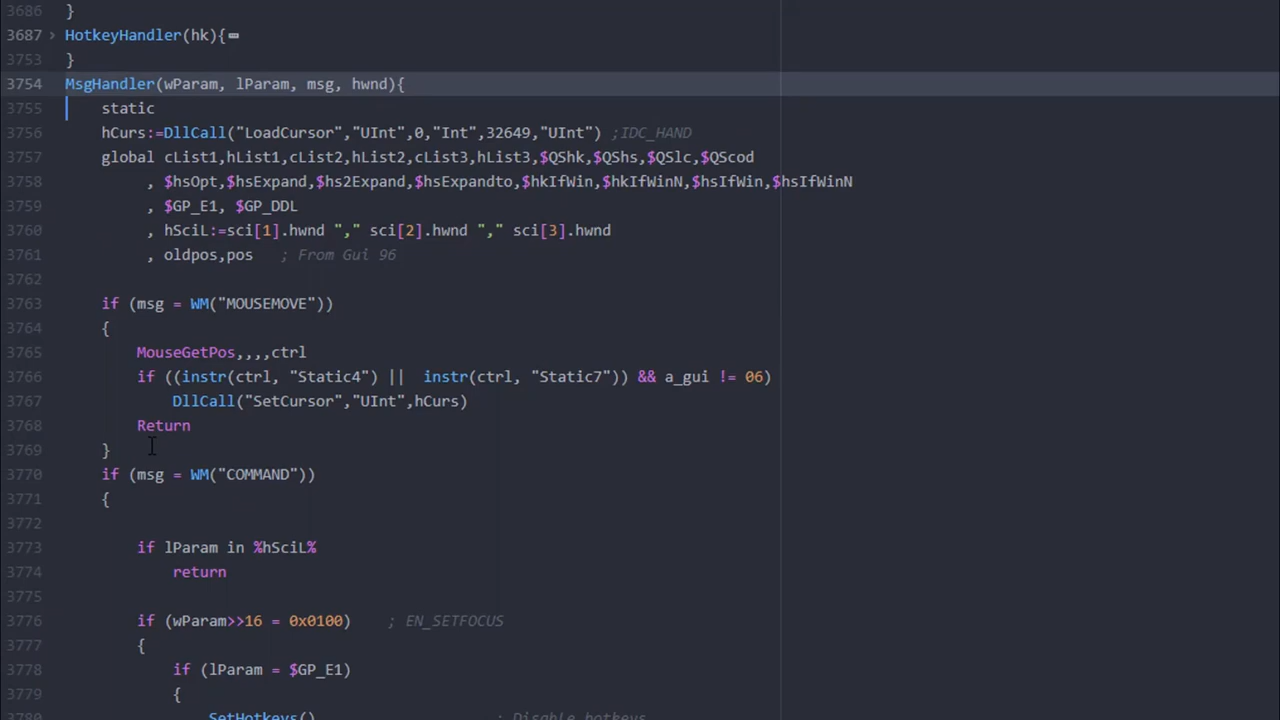 3686 }
3687 HotkeyHandler(hk){
3753 }
3754 MsgHandler(wParam, lParam, msg, hwnd){
3755 static
3756 hCurs:=DllCall("LoadCursor","UInt",0,"Int",32649,"UInt") ;IDC_HAND
3757 global cList1,hList1,cList2,hList2,cList3,hList3,$QShk,$QShs,$QSlc,$QScod
3758 , $hsOpt,$hsExpand,$hs2Expand,$hsExpandto,$hkIfWin,$hkIfWinN,$hsIfWin,$hsIfWinN
3759 , $GP_E1, $GP_DDL
3760 , hSciL:=sci[1].hwnd "," sci[2].hwnd "," sci[3].hwnd
3761 , oldpos,pos ; From Gui 96
3762
3763 if (msg = WM("MOUSEMOVE"))
3764 {
3765 MouseGetPos,,,,ctrl
3766 if ((instr(ctrl, "Static4") || instr(ctrl, "Static7")) && a_gui != 06)
3767 DllCall("SetCursor","UInt",hCurs)
3768 Return
3769 }
3770 if (msg = WM("COMMAND"))
3771 {
3772
3773 if lParam in %hSciL%
3774 return
3775
3776 if (wParam>>16 = 0x0100) ; EN_SETFOCUS
3777 {
3778 if (lParam = $GP_E1)
3779 {
3780 SetHotkeys() ; Disable hotkeys